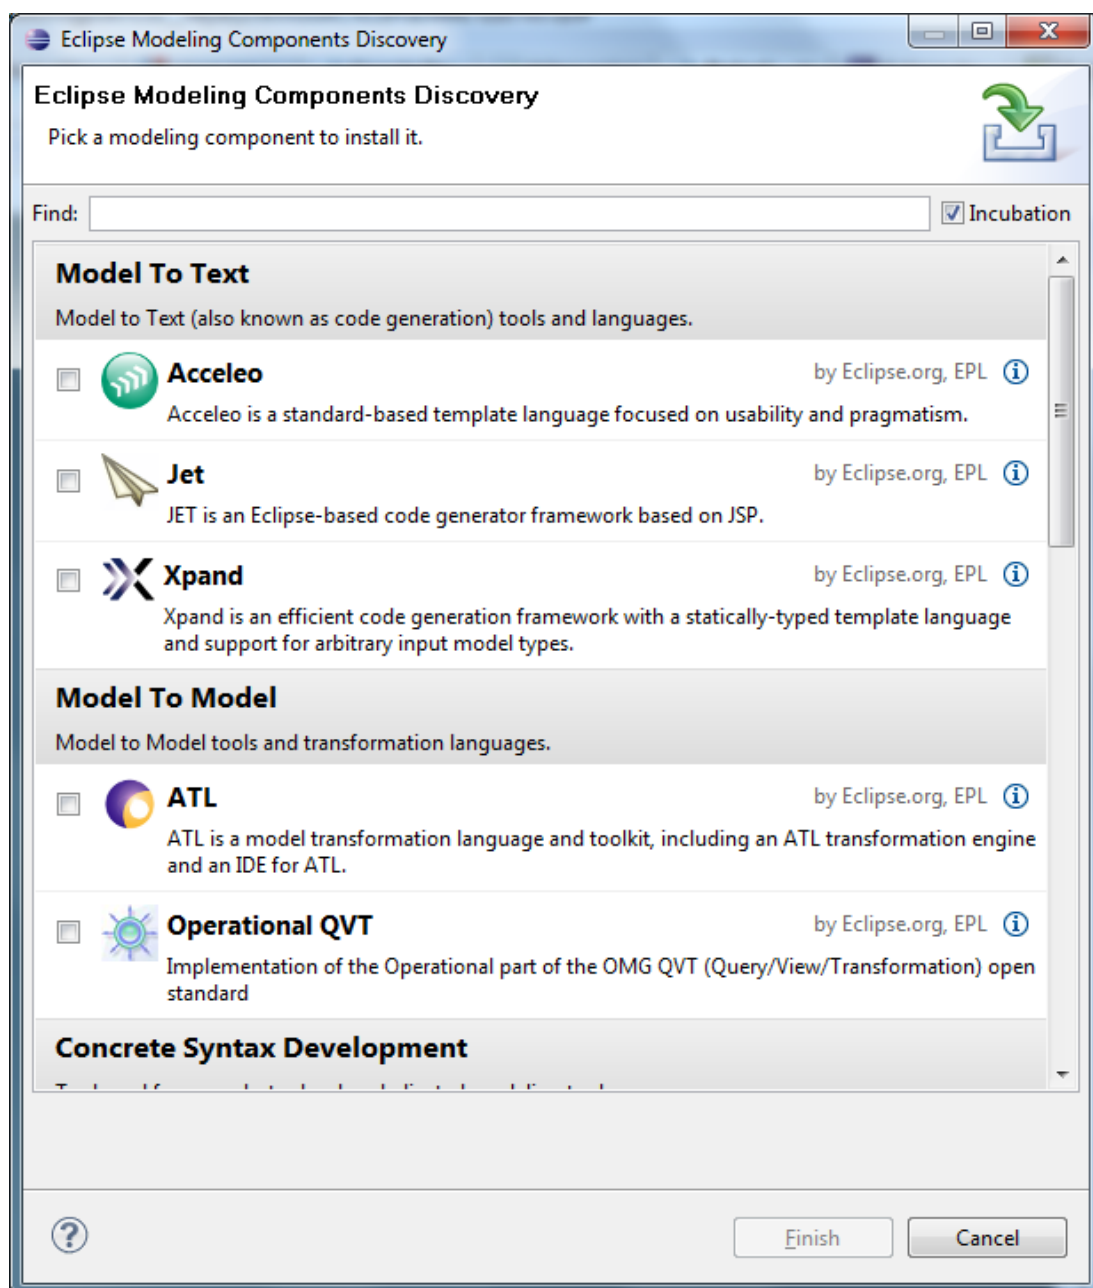 Eclipse Modeling Components Discovery
Eclipse Modeling Components Discovery
Pick a modeling component to install it.
Find:
Incubation
Model To Text
Model to Text (also known as code generation) tools and languages.
Acceleo
by Eclipse.org, EPL
Acceleo is a standard-based template language focused on usability and pragmatism.
Jet
by Eclipse.org, EPL
JET is an Eclipse-based code generator framework based on JSP.
Xpand
by Eclipse.org, EPL
Xpand is an efficient code generation framework with a statically-typed template language
and support for arbitrary input model types.
Model To Model
Model to Model tools and transformation languages.
ATL
by Eclipse.org, EPL
ATL is a model transformation language and toolkit, including an ATL transformation engine
and an IDE for ATL.
Operational QVT
by Eclipse.org, EPL
Implementation of the Operational part of the OMG QVT (Query/View/Transformation) open
standard
Concrete Syntax Development
Finish
Cancel